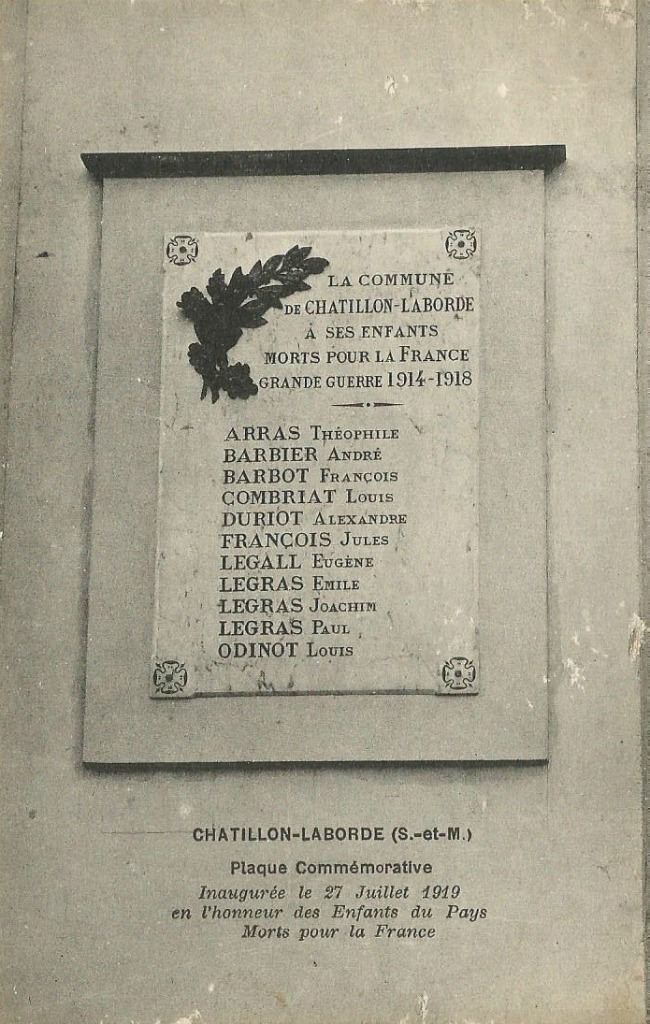 LA COMMUNE
DE CHATILLON-LABORDE
À SES ENFANTS
MORTS POUR LA FRANCE
GRANDE GUERRE 1914-1918
ARRAS THÉOPHILE
BARBIER ANDRÉ
BARBOT FRANÇOIS
COMBRIAT LOUIS
DURIOT ALEXANDRE
FRANÇOIS JULES
LEGALL EUGÈNE
LEGRAS EMILE
LEGRAS JOACHIM
LEGRAS PAUL
ODINOT LOUIS
CHATILLON-LABORDE (S.-et-M.)
Plaque Commémorative
Inaugurée le 27 Juillet 1919
en l'honneur des Enfants du Pays
Morts pour la France